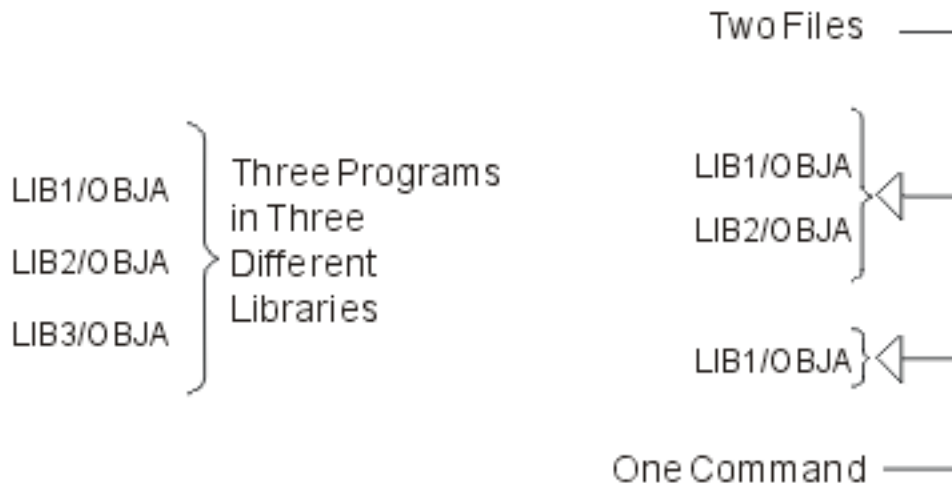 LIB1/OBJA
LIB2/OBJA
LIB3/OBJA
Three Programs
in Three
Different
Libraries
Two Files
LIB1/OBJA
LIB2/OBJA
LIB1/OBJA
One Command